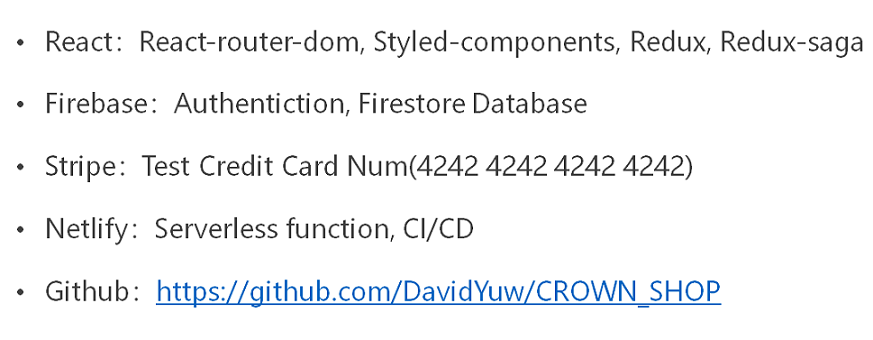 • React：React-router-dom, Styled-components, Redux, Redux-saga
• Firebase：Authentiction, Firestore Database
• Stripe：Test Credit Card Num(4242 4242 4242 4242)
• Netlify：Serverless function, CI/CD
• Github：https://github.com/DavidYuw/CROWN_SHOP